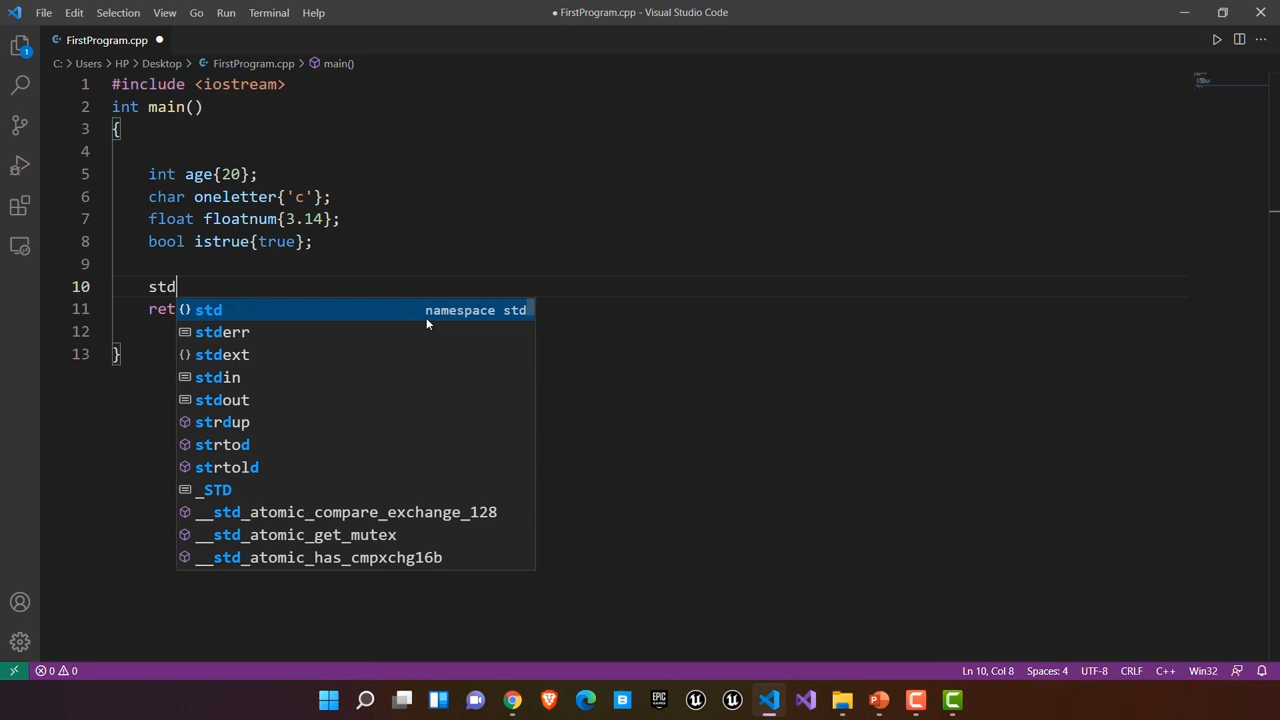 File Edit Selection View Go Run Terminal Help
● FirstProgram.cpp - Visual Studio Code
FirstProgram.cpp ●
C: > Users > HP > Desktop > FirstProgram.cpp > main()
1 #include <iostream>
2 int main()
3 {
4
5 int age{20};
6 char oneletter{'c'};
7 float floatnum{3.14};
8 bool istrue{true};
9
10 std
11 ret
12
13 }
{} std namespace std
stderr
{} stdext
stdin
stdout
strdup
strtod
strtold
_STD
__std_atomic_compare_exchange_128
__std_atomic_get_mutex
__std_atomic_has_cmpxchg16b
1
0 0
Ln 10, Col 8 Spaces: 4 UTF-8 CRLF C++ Win32
EPIC